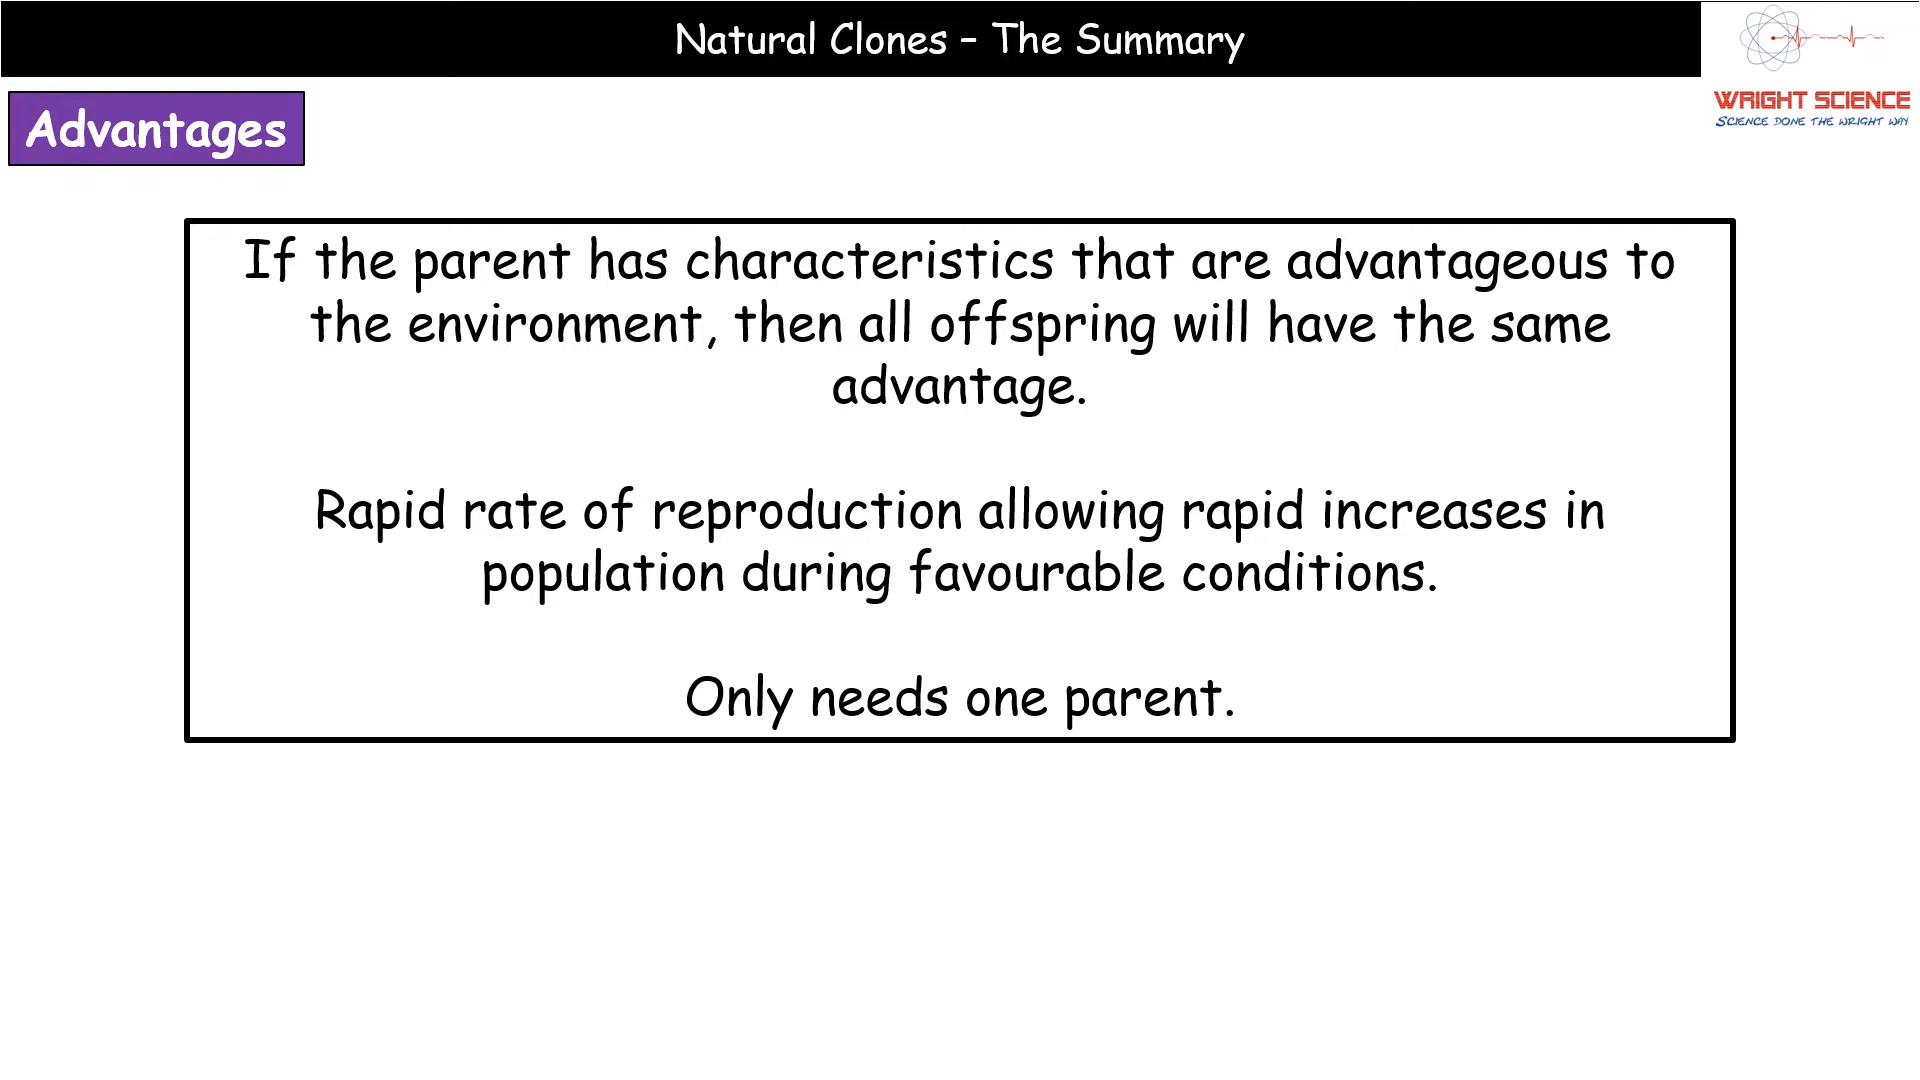 Natural Clones – The Summary
WRIGHT SCIENCE
SCIENCE DONE THE WRIGHT WAY
Advantages
If the parent has characteristics that are advantageous to
the environment, then all offspring will have the same
advantage.
Rapid rate of reproduction allowing rapid increases in
population during favourable conditions.
Only needs one parent.